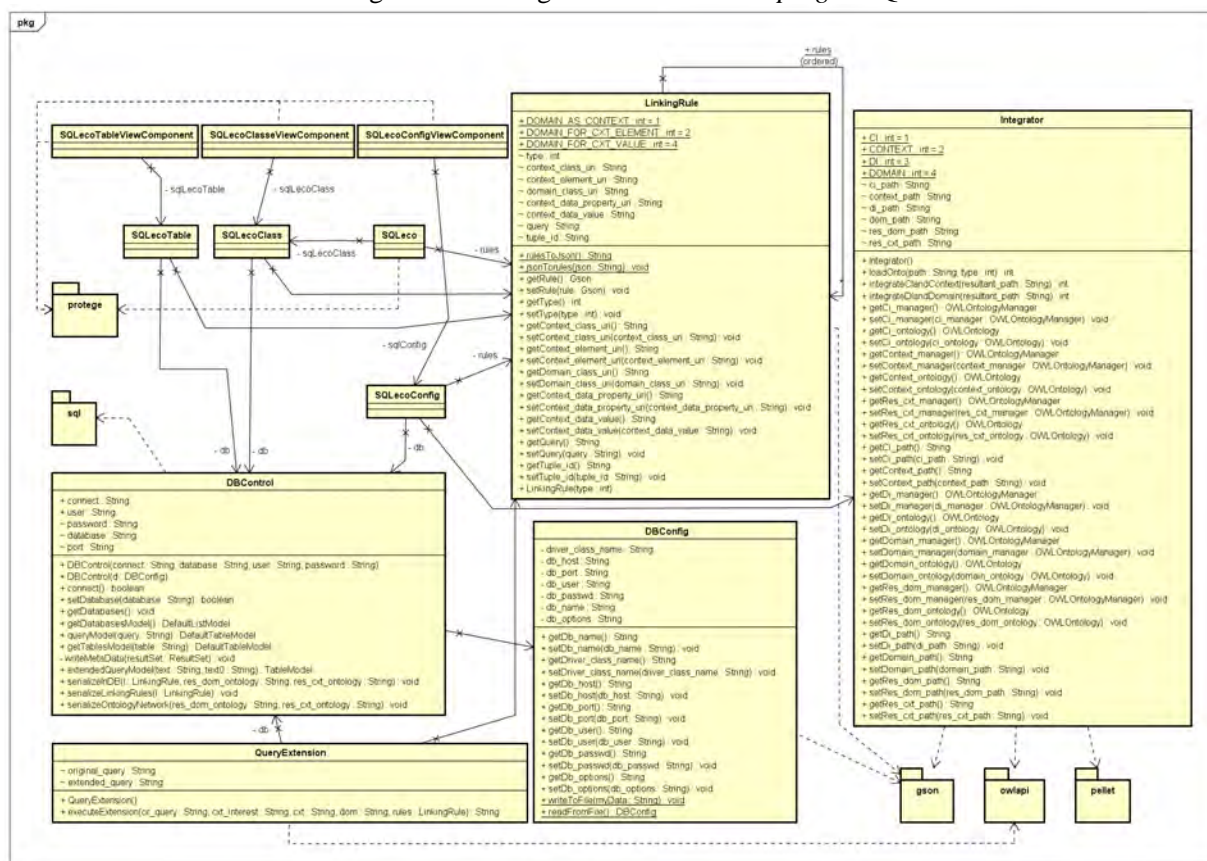 pkg
+ rules
(ordered)
SQLecoTableViewComponent
SQLecoClasseViewComponent
SQLecoConfigViewComponent
- sqlLecoTable
- sqlLecoClass
SQLecoTable
SQLecoClass
SQLeco
- sqlLecoClass
- rules
protege
- sqlConfig
- rules
SQLecoConfig
sql
- db
- db
- db
LinkingRule
+ DOMAIN_AS_CONTEXT : int = 1
+ DOMAIN_FOR_CXT_ELEMENT : int = 2
+ DOMAIN_FOR_CXT_VALUE : int = 4
~ type : int
~ context_class_uri : String
~ context_element_uri : String
~ domain_class_uri : String
~ context_data_property_uri : String
~ context_data_value : String
~ query : String
~ tuple_id : String
+ rulesToJson() : String
+ jsonTorules(json : String) : void
+ getRule() : Gson
+ setRule(rule : Gson) : void
+ getType() : int
+ setType(type : int) : void
+ getContext_class_uri() : String
+ setContext_class_uri(context_class_uri : String) : void
+ getContext_element_uri() : String
+ setContext_element_uri(context_element_uri : String) : void
+ getDomain_class_uri() : String
+ setDomain_class_uri(domain_class_uri : String) : void
+ getContext_data_property_uri() : String
+ setContext_data_property_uri(context_data_property_uri : String) : void
+ getContext_data_value() : String
+ setContext_data_value(context_data_value : String) : void
+ getQuery() : String
+ setQuery(query : String) : void
+ getTuple_id() : String
+ setTuple_id(tuple_id : String) : void
+ LinkingRule(type : int)
Integrator
+ CI : int = 1
+ CONTEXT : int = 2
+ DI : int = 3
+ DOMAIN : int = 4
~ ci_path : String
~ context_path : String
~ di_path : String
~ dom_path : String
~ res_dom_path : String
~ res_cxt_path : String
+ Integrator()
+ loadOnto(path : String, type : int) : int
+ integrateCIandContext(resultant_path : String) : int
+ integrateDIandDomain(resultant_path : String) : int
+ getCi_manager() : OWLOntologyManager
+ setCi_manager(ci_manager : OWLOntologyManager) : void
+ getCi_ontology() : OWLOntology
+ setCi_ontology(ci_ontology : OWLOntology) : void
+ getContext_manager() : OWLOntologyManager
+ setContext_manager(context_manager : OWLOntologyManager) : void
+ getContext_ontology() : OWLOntology
+ setContext_ontology(context_ontology : OWLOntology) : void
+ getRes_cxt_manager() : OWLOntologyManager
+ setRes_cxt_manager(res_cxt_manager : OWLOntologyManager) : void
+ getRes_cxt_ontology() : OWLOntology
+ setRes_cxt_ontology(res_cxt_ontology : OWLOntology) : void
+ getCi_path() : String
+ setCi_path(ci_path : String) : void
+ getContext_path() : String
+ setContext_path(context_path : String) : void
+ getDi_manager() : OWLOntologyManager
+ setDi_manager(di_manager : OWLOntologyManager) : void
+ getDi_ontology() : OWLOntology
+ setDi_ontology(di_ontology : OWLOntology) : void
+ getDomain_manager() : OWLOntologyManager
+ setDomain_manager(domain_manager : OWLOntologyManager) : void
+ getDomain_ontology() : OWLOntology
+ setDomain_ontology(domain_ontology : OWLOntology) : void
+ getRes_dom_manager() : OWLOntologyManager
+ setRes_dom_manager(res_dom_manager : OWLOntologyManager) : void
+ getRes_dom_ontology() : OWLOntology
+ setRes_dom_ontology(res_dom_ontology : OWLOntology) : void
+ getDi_path() : String
+ setDi_path(di_path : String) : void
+ getDomain_path() : String
+ setDomain_path(domain_path : String) : void
+ getRes_dom_path() : String
+ setRes_dom_path(res_dom_path : String) : void
+ getRes_cxt_path() : String
+ setRes_cxt_path(res_cxt_path : String) : void
DBControl
+ connect : String
+ user : String
~ password : String
~ database : String
~ port : String
+ DBControl(connect : String, database : String, user : String, password : String)
+ DBControl(d : DBConfig)
+ connect() : boolean
+ setDatabase(database : String) : boolean
+ getDatabases() : void
+ getDatabasesModel() : DefaultListModel
+ queryModel(query : String) : DefaultTableModel
+ getTablesModel(table : String) : DefaultTableModel
- writeMetaData(resultSet : ResultSet) : void
+ extendedQueryModel(text : String, text0 : String) : TableModel
+ serializeInDB(l : LinkingRule, res_dom_ontology : String, res_cxt_ontology : String) : void
+ serializeLinkingRules(l : LinkingRule) : void
+ serializeOntologyNetwork(res_dom_ontology : String, res_cxt_ontology : String) : void
DBConfig
- driver_class_name : String
- db_host : String
- db_port : String
- db_user : String
- db_passwd : String
- db_name : String
- db_options : String
+ getDb_name() : String
+ setDb_name(db_name : String) : void
+ getDriver_class_name() : String
+ setDriver_class_name(driver_class_name : String) : void
+ getDb_host() : String
+ setDb_host(db_host : String) : void
+ getDb_port() : String
+ setDb_port(db_port : String) : void
+ getDb_user() : String
+ setDb_user(db_user : String) : void
+ getDb_passwd() : String
+ setDb_passwd(db_passwd : String) : void
+ getDb_options() : String
+ setDb_options(db_options : String) : void
+ writeToFile(myData : String) : void
+ readFromFile() : DBConfig
- db
QueryExtension
~ original_query : String
~ extended_query : String
+ QueryExtension()
+ executeExtension(or_query : String, cxt_interest : String, cxt : String, dom : String, rules : LinkingRule) : String
gson
owlapi
pellet